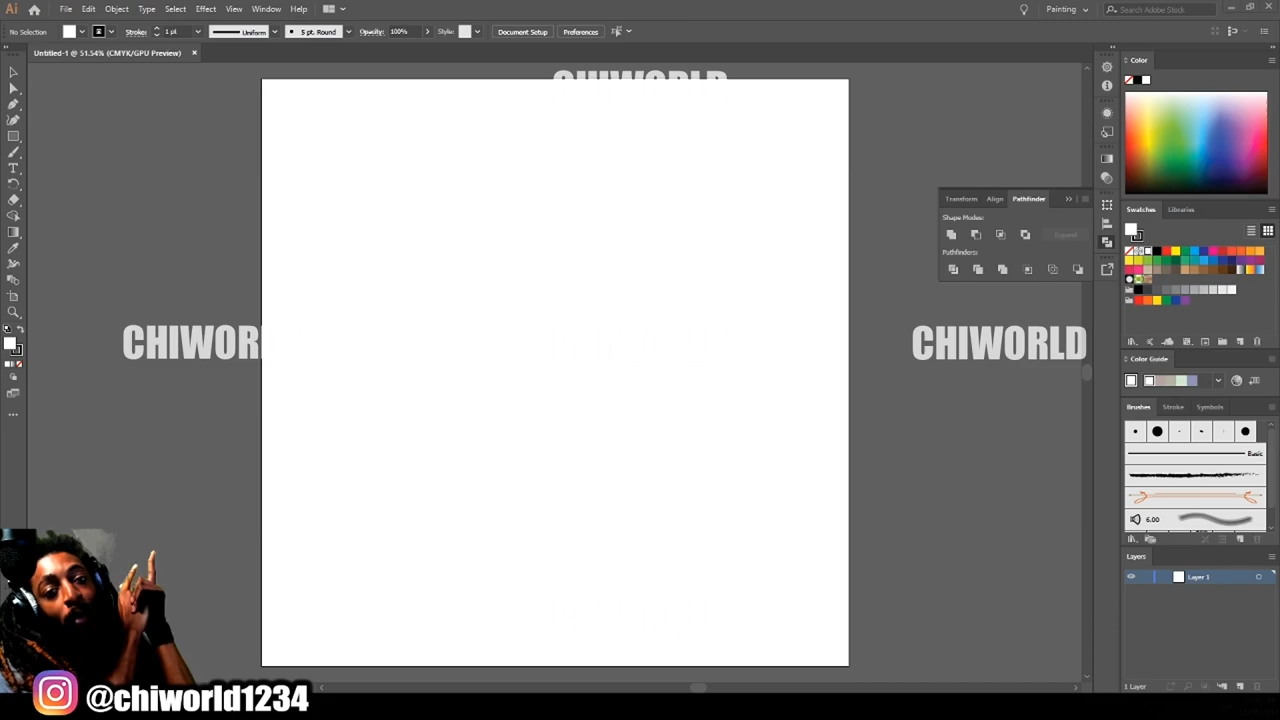 Ai File Edit Object Type Select Effect View Window Help Painting Search Adobe Stock
No Selection Stroke: 1 pt Uniform 5 pt. Round Opacity: 100% Style: Document Setup Preferences
Untitled-1 @ 51.54% (CMYK/GPU Preview) ×
Color
CHIWORLD
Transform Align Pathfinder
Shape Modes:
Expand
Pathfinders:
Swatches Libraries
CHIWOR
CHIWORLD
Color Guide
Brushes Stroke Symbols
Basic
6.00
Layers
Layer 1
1 Layer
@chiworld1234